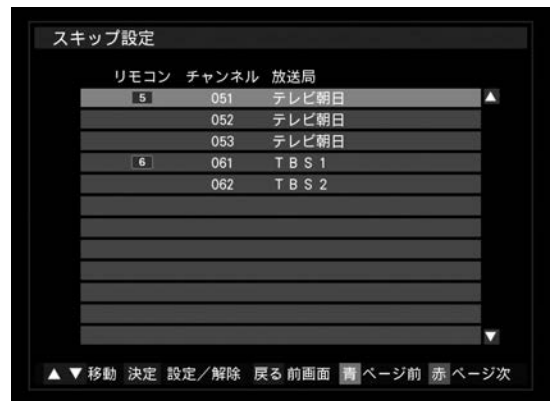 スキップ設定
リモコン チャンネル 放送局
5 051 テレビ朝日 ▲
052 テレビ朝日
053 テレビ朝日
6 061 TBS1
062 TBS2
▼
▲▼移動 決定 設定/解除 戻る 前画面 青 ページ前 赤 ページ次